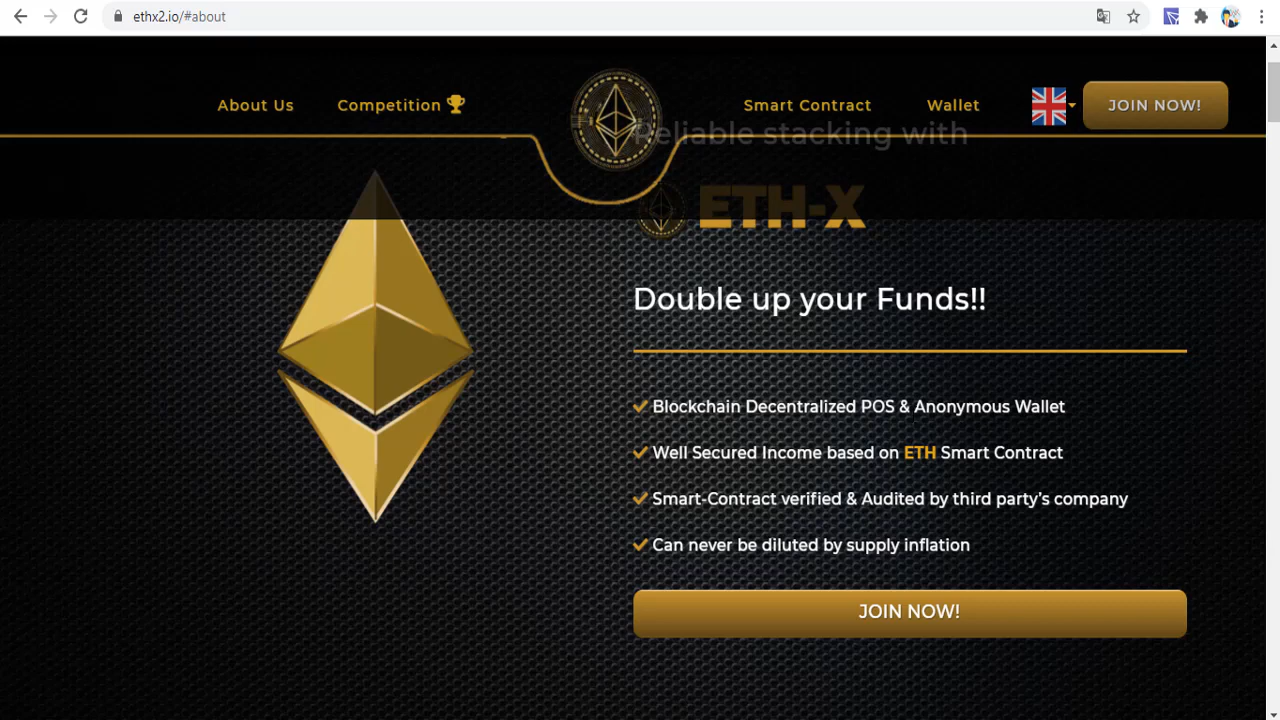 ethx2.io/#about
About Us
Competition
Smart Contract
Wallet
JOIN NOW!
Reliable stacking with
ETH-X
Double up your Funds!!
Blockchain Decentralized POS & Anonymous Wallet
Well Secured Income based on ETH Smart Contract
Smart-Contract verified & Audited by third party's company
Can never be diluted by supply inflation
JOIN NOW!